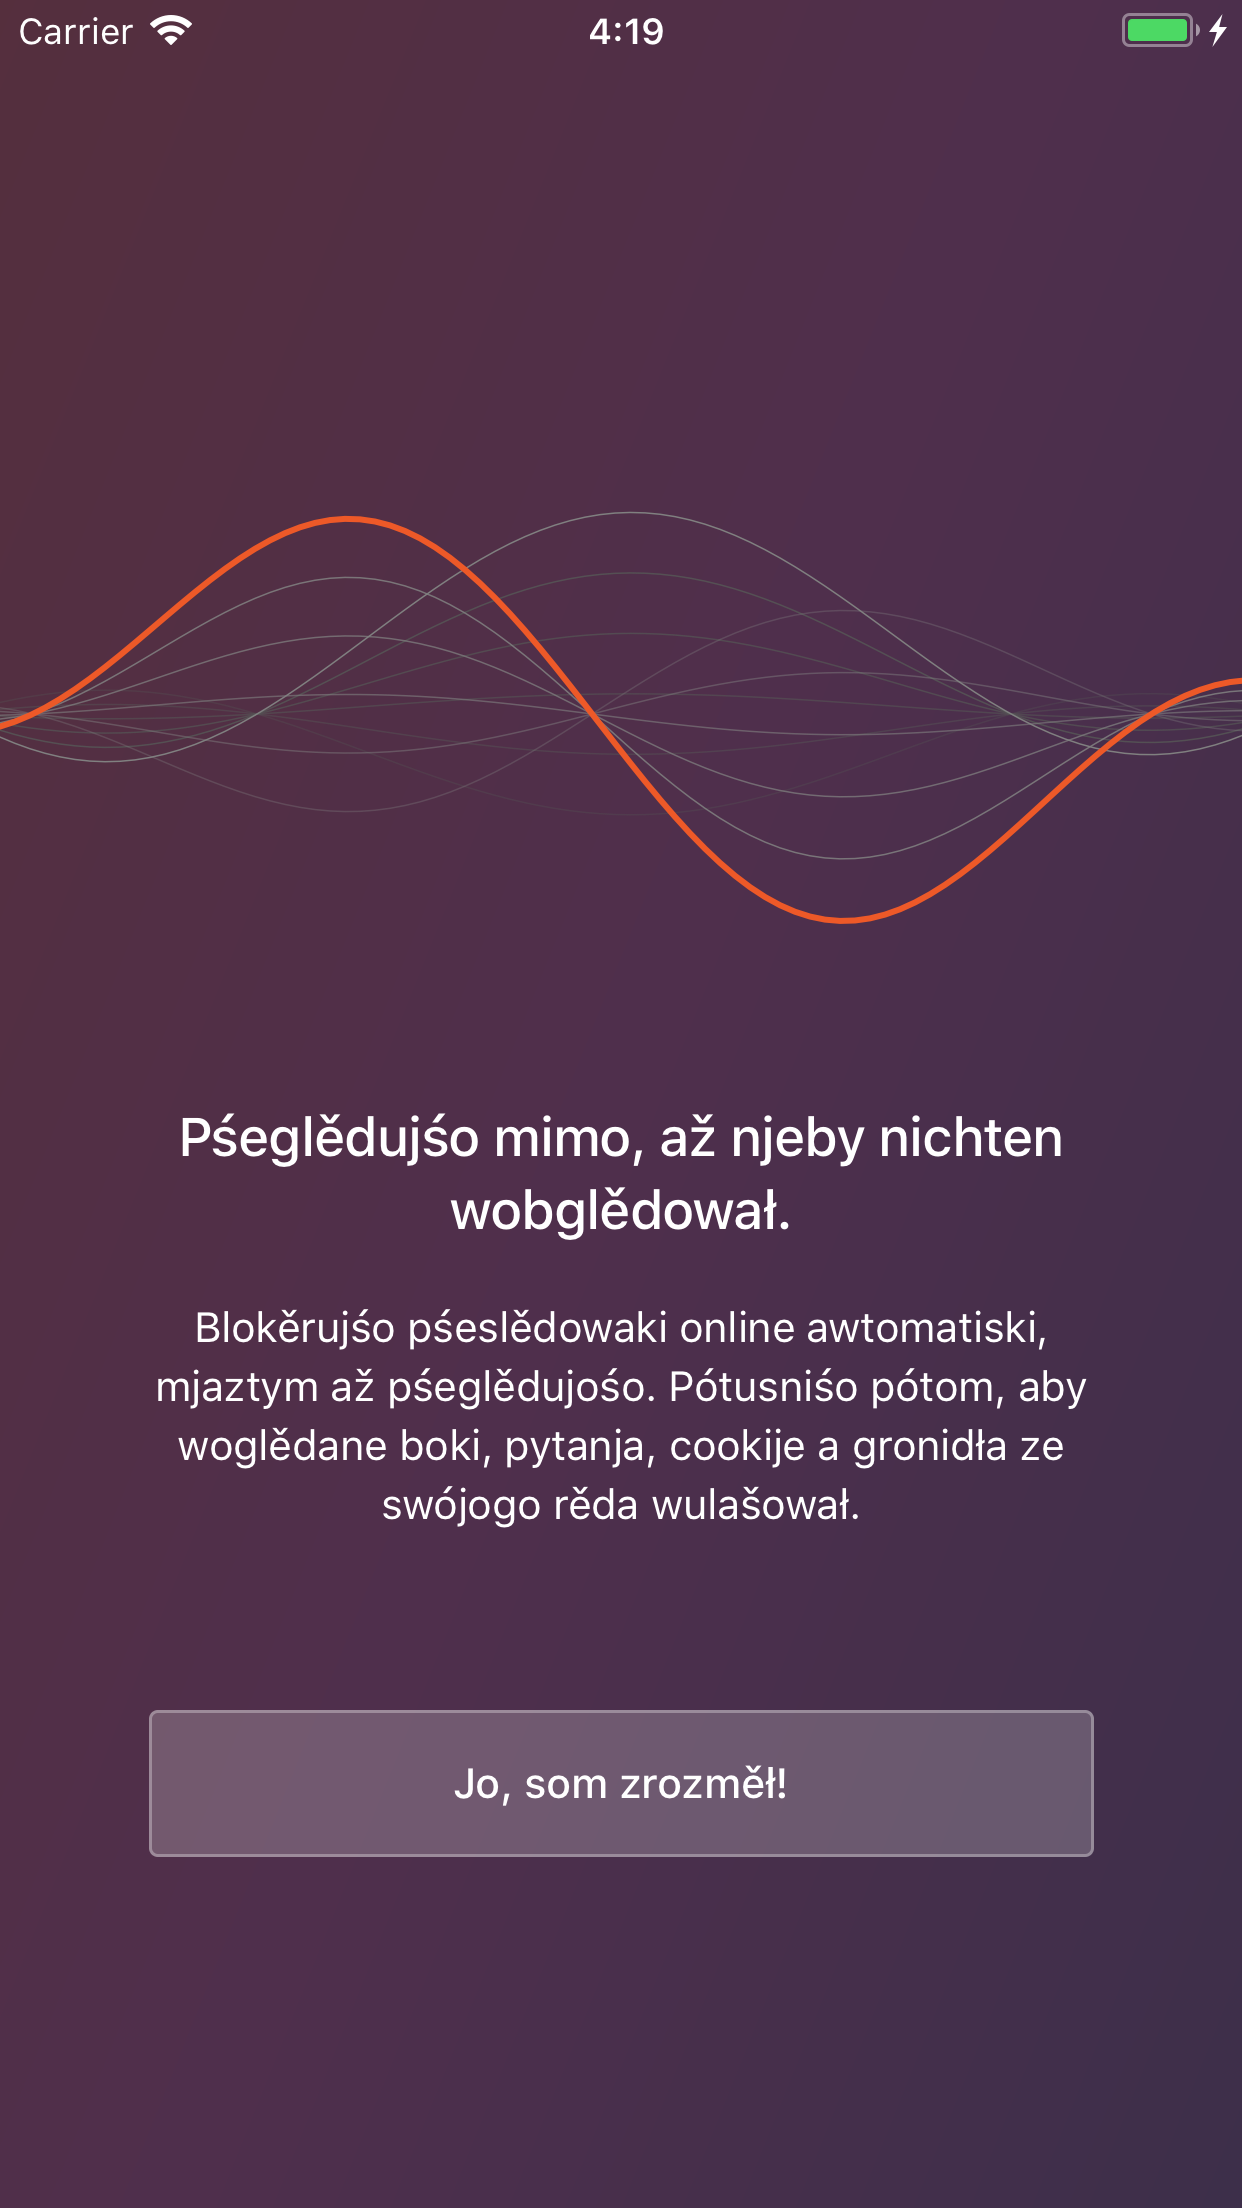 Carrier 4:19
Pśeglědujśo mimo, až njeby nichten
wobglědował.
Blokěrujśo pśeslědowaki online awtomatiski,
mjaztym až pśeglědujośo. Pótusniśo pótom, aby
woglědane boki, pytanja, cookije a gronidła ze
swójogo rěda wulašował.
Jo, som zrozměł!